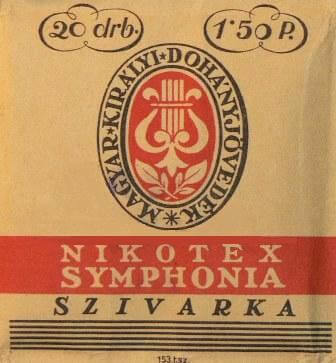 20 drb.
1·50 P.
MAGYAR KIRÁLYI DOHÁNYJÖVEDÉK
NIKOTEX
SYMPHONIA
SZIVARKA
153.t.sz.